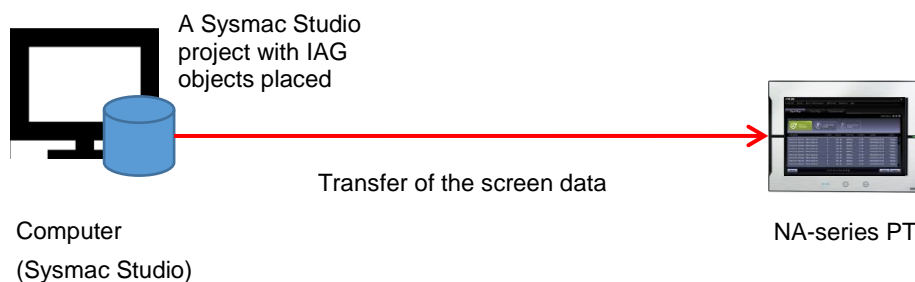 A Sysmac Studio
project with IAG
objects placed
Transfer of the screen data
Computer
(Sysmac Studio)
NA-series PT